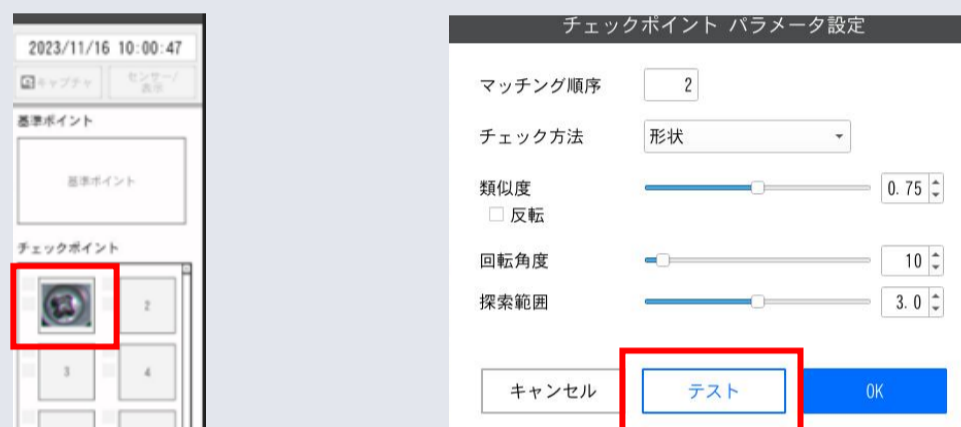 2023/11/16 10:00:47
キャプチャ
センサー/
表示
基準ポイント
基準ポイント
チェックポイント
2
3
4
チェックポイント パラメータ設定
マッチング順序
2
チェック方法
形状
類似度
0.75
反転
回転角度
10
探索範囲
3.0
キャンセル
テスト
OK